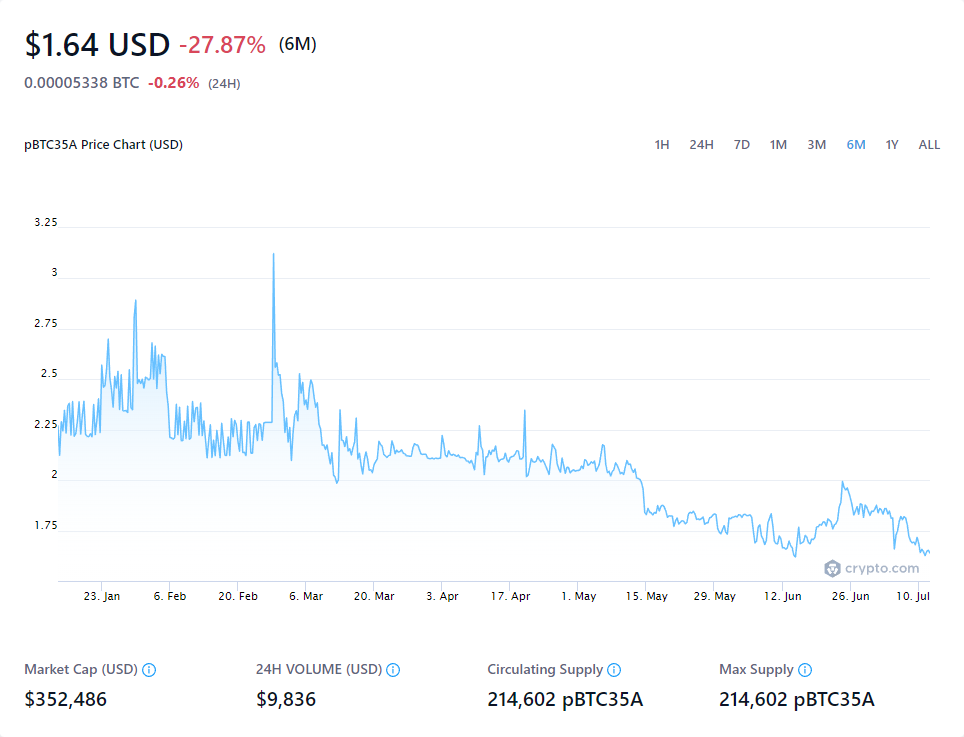 $1.64 USD -27.87% (6M)
0.00005338 BTC -0.26% (24H)
pBTC35A Price Chart (USD)
1H 24H 7D 1M 3M 6M 1Y ALL
3.25
3
2.75
2.5
2.25
2
1.75
crypto.com
23. Jan 6. Feb 20. Feb 6. Mar 20. Mar 3. Apr 17. Apr 1. May 15. May 29. May 12. Jun 26. Jun 10. Jul
Market Cap (USD) 24H VOLUME (USD) Circulating Supply Max Supply
$352,486 $9,836 214,602 pBTC35A 214,602 pBTC35A